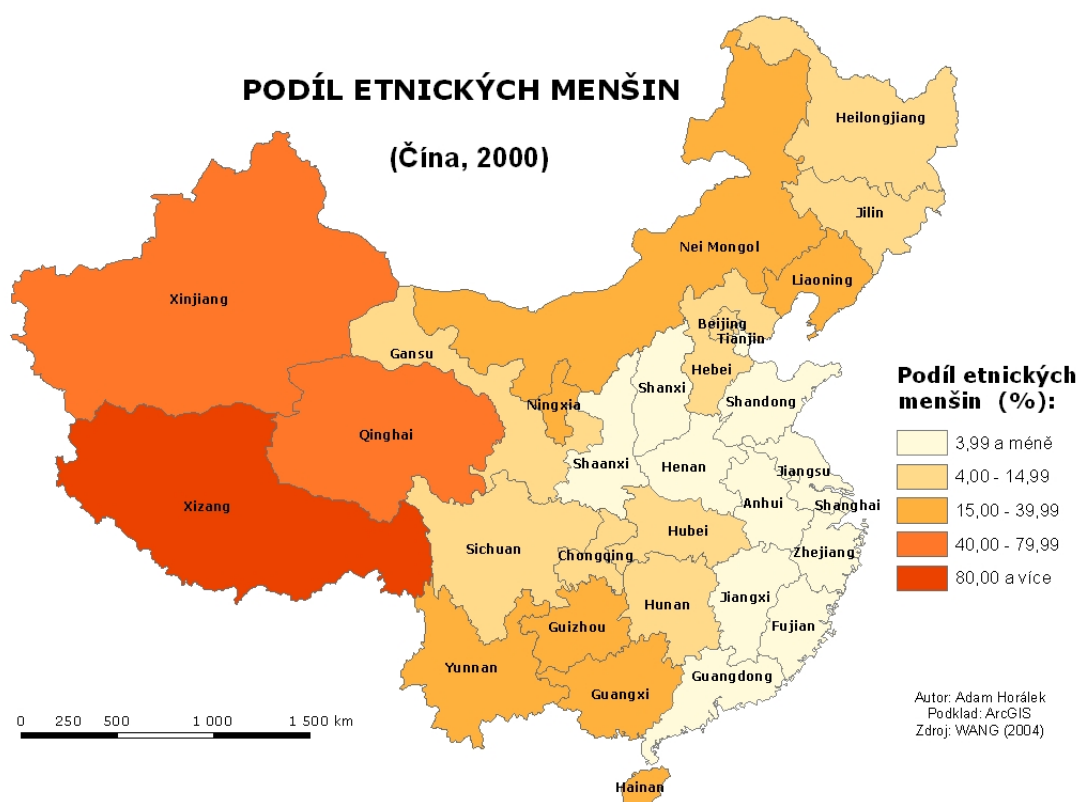 PODÍL ETNICKÝCH MENŠIN
(Čína, 2000)
Heilongjiang
Jilin
Nei Mongol
Liaoning
Xinjiang
Beijing
Tianjin
Gansu
Hebei
Shanxi
Ningxia
Shandong
Qinghai
Shaanxi
Henan
Jiangsu
Xizang
Anhui
Shanghai
Hubei
Sichuan
Chongqing
Zhejiang
Hunan
Jiangxi
Guizhou
Fujian
Yunnan
Guangdong
Guangxi
Hainan
Podíl etnických
menšin (%):
3,99 a méně
4,00 - 14,99
15,00 - 39,99
40,00 - 79,99
80,00 a více
Autor: Adam Horálek
Podklad: ArcGIS
Zdroj: WANG (2004)
0 250 500 1 000 1 500 km